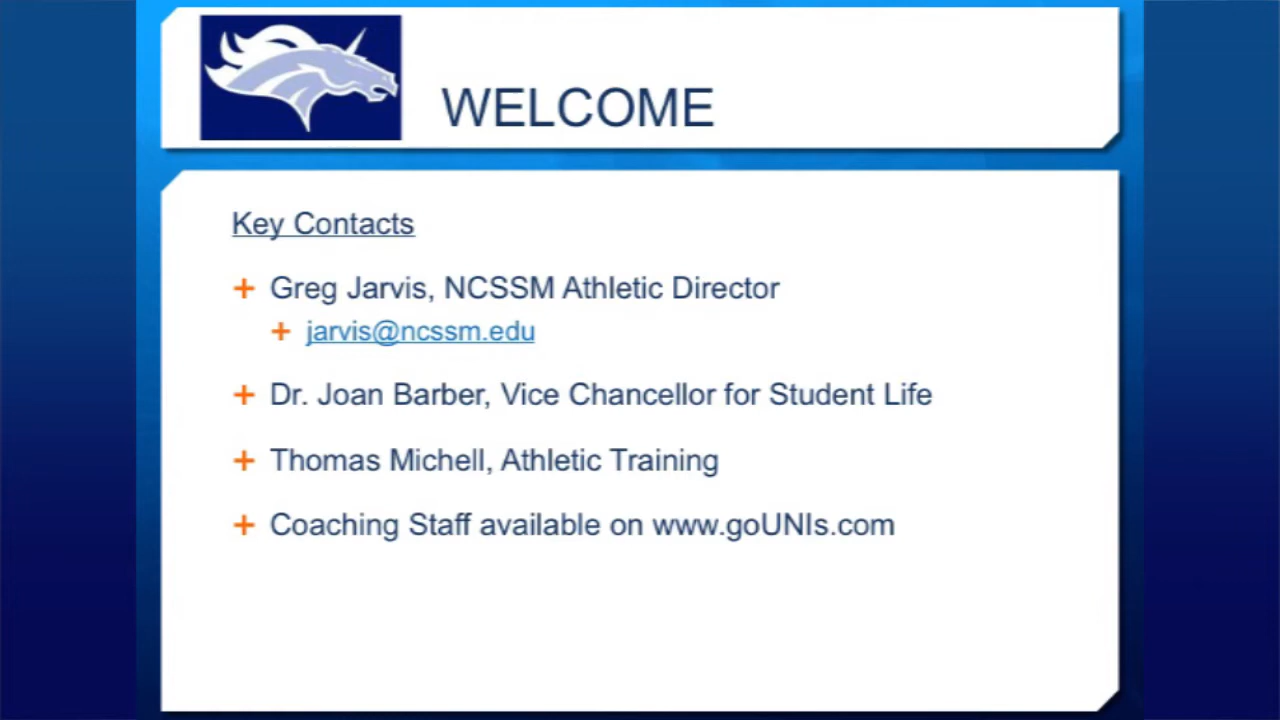 WELCOME
Key Contacts
Greg Jarvis, NCSSM Athletic Director
jarvis@ncssm.edu
Dr. Joan Barber, Vice Chancellor for Student Life
Thomas Michell, Athletic Training
Coaching Staff available on www.goUNIs.com